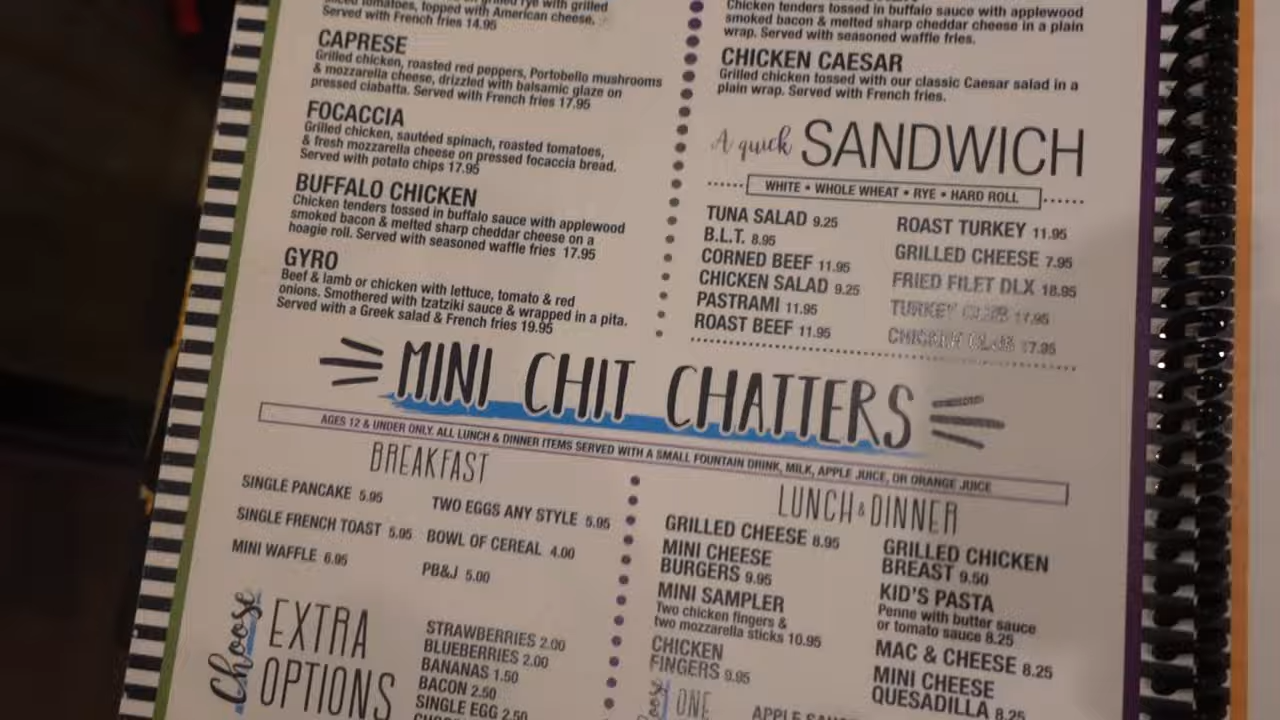 tomatoes, topped with American cheese.
Served with French fries 14.95
CAPRESE
Grilled chicken, roasted red peppers, Portobello mushrooms
& mozzarella cheese, drizzled with balsamic glaze on
pressed ciabatta. Served with French fries 17.95
FOCACCIA
Grilled chicken, sautéed spinach, roasted tomatoes,
& fresh mozzarella cheese on pressed focaccia bread.
Served with potato chips 17.95
BUFFALO CHICKEN
Chicken tenders tossed in buffalo sauce with applewood
smoked bacon & melted sharp cheddar cheese on a
hoagie roll. Served with seasoned waffle fries 17.95
GYRO
Beef & lamb or chicken with lettuce, tomato & red
onions. Smothered with tzatziki sauce & wrapped in a pita.
Served with a Greek salad & French fries 19.95
Chicken tenders tossed in buffalo sauce with applewood
smoked bacon & melted sharp cheddar cheese in a plain
wrap. Served with seasoned waffle fries.
CHICKEN CAESAR
Grilled chicken tossed with our classic Caesar salad in a
plain wrap. Served with French fries.
A quick SANDWICH
WHITE • WHOLE WHEAT • RYE • HARD ROLL
TUNA SALAD 9.25
B.L.T. 8.95
CORNED BEEF 11.95
CHICKEN SALAD 9.25
PASTRAMI 11.95
ROAST BEEF 11.95
ROAST TURKEY 11.95
GRILLED CHEESE 7.95
FRIED FILET DLX 18.95
TURKEY CLUB 17.95
CHICKEN CLUB 17.95
MINI CHIT CHATTERS
AGES 12 & UNDER ONLY. ALL LUNCH & DINNER ITEMS SERVED WITH A SMALL FOUNTAIN DRINK, MILK, APPLE JUICE, OR ORANGE JUICE
BREAKFAST
SINGLE PANCAKE 5.95
SINGLE FRENCH TOAST 5.95
MINI WAFFLE 6.95
TWO EGGS ANY STYLE 5.95
BOWL OF CEREAL 4.00
PB&J 5.00
Choose EXTRA
OPTIONS
STRAWBERRIES 2.00
BLUEBERRIES 2.00
BANANAS 1.50
BACON 2.50
SINGLE EGG 2.50
LUNCH & DINNER
GRILLED CHEESE 8.95
MINI CHEESE
BURGERS 9.95
MINI SAMPLER
Two chicken fingers &
two mozzarella sticks 10.95
CHICKEN
FINGERS 9.95
GRILLED CHICKEN
BREAST 9.50
KID'S PASTA
Penne with butter sauce
or tomato sauce 8.25
MAC & CHEESE 8.25
MINI CHEESE
QUESADILLA 8.25
ONE
APPLE